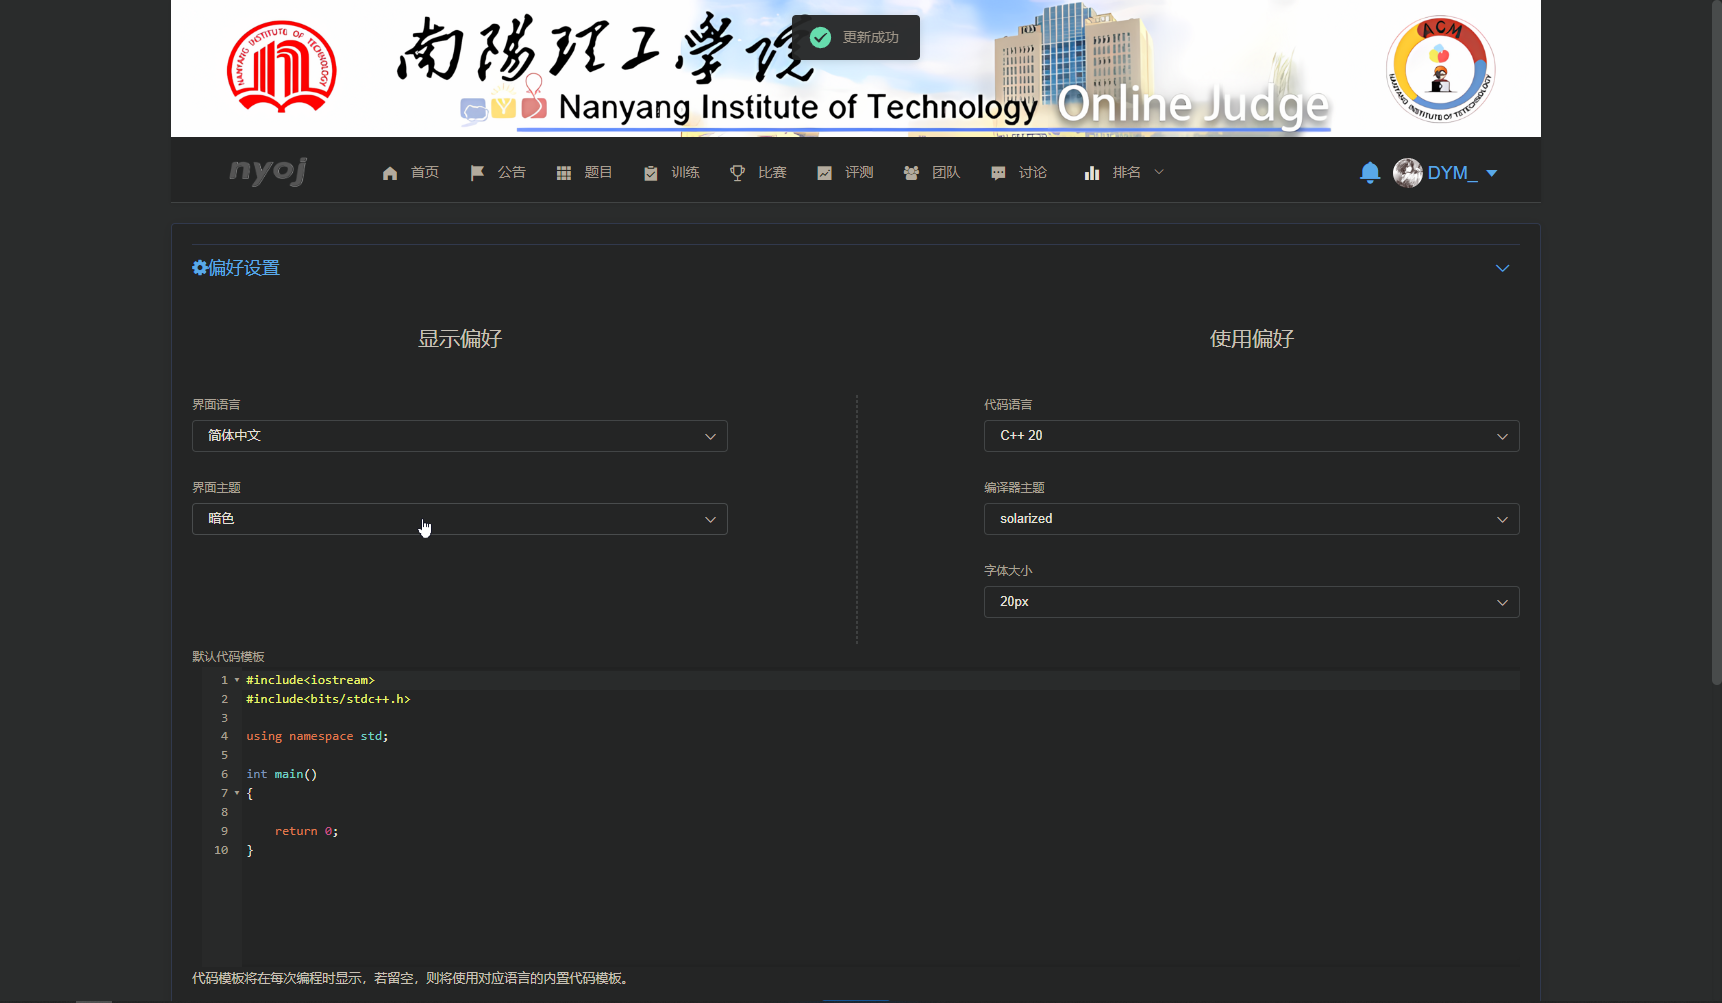 南陽理工學院
更新成功
Nanyang Institute of Technology Online Judge
NANYANG INSTITUTE OF TECHNOLOGY
ACM
nyoj
首页
公告
题目
训练
比赛
评测
团队
讨论
排名
DYM_
偏好设置
显示偏好
使用偏好
界面语言
简体中文
代码语言
C++ 20
界面主题
暗色
编译器主题
solarized
字体大小
20px
默认代码模板
1 #include<iostream>
2 #include<bits/stdc++.h>
3
4 using namespace std;
5
6 int main()
7 {
8
9     return 0;
10 }
代码模板将在每次编程时显示，若留空，则将使用对应语言的内置代码模板。